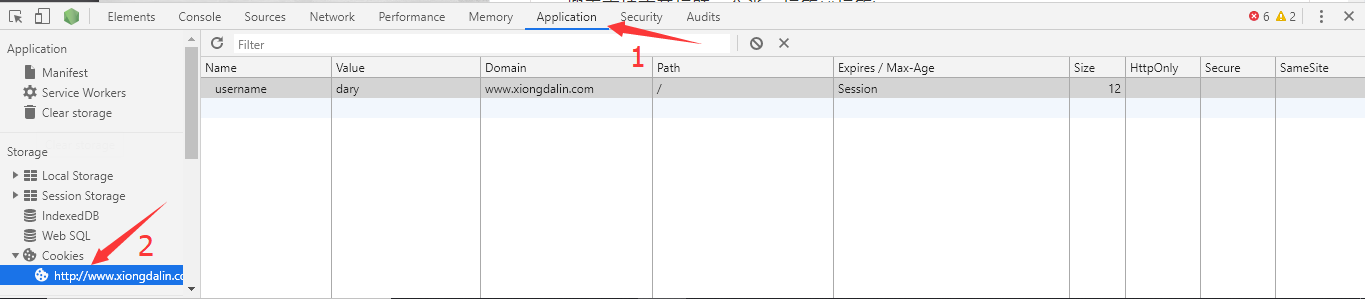 Elements Console Sources Network Performance Memory Application Security Audits 6 2
1
Application
Manifest
Service Workers
Clear storage
Storage
Local Storage
Session Storage
IndexedDB
Web SQL
Cookies
http://www.xiongdalin.co
2
Filter
Name Value Domain Path Expires / Max-Age Size HttpOnly Secure SameSite
username dary www.xiongdalin.com / Session 12